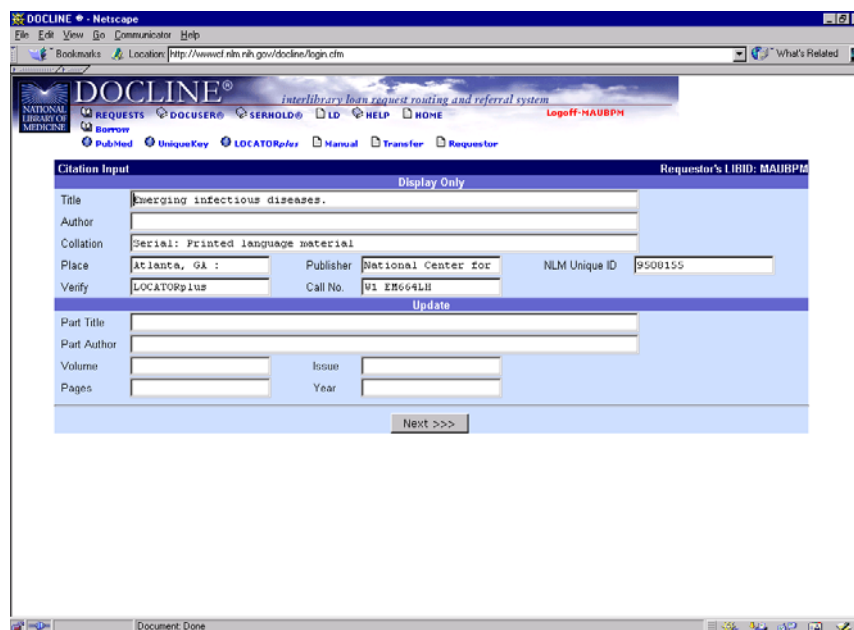 DOCLINE ® - Netscape
File Edit View Go Communicator Help
Bookmarks Location: http://wwwcf.nlm.nih.gov/docline/login.cfm What's Related
NATIONAL LIBRARY OF MEDICINE
DOCLINE®
interlibrary loan request routing and referral system
REQUESTS DOCUSER® SERHOLD® LD HELP HOME Logoff-MAUBPM
Borrow
PubMed UniqueKey LOCATORplus Manual Transfer Requestor
Citation Input Requestor's LIBID: MAUBPM
Display Only
Title Emerging infectious diseases.
Author
Collation Serial: Printed language material
Place Atlanta, GA : Publisher National Center for NLM Unique ID 9508155
Verify LOCATORplus Call No. W1 EM664LH
Update
Part Title
Part Author
Volume Issue
Pages Year
Next >>>
Document: Done